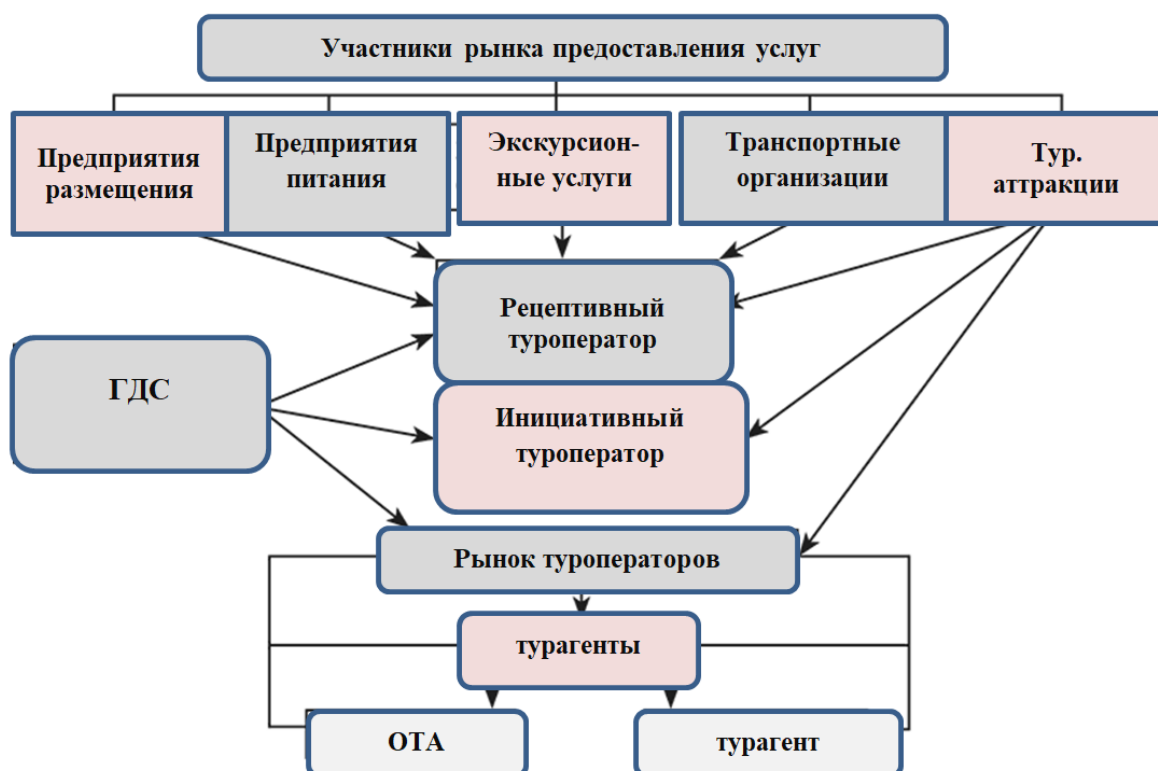 Участники рынка предоставления услуг
Предприятия
размещения
Предприятия
питания
Экскурсион-
ные услуги
Транспортные
организации
Тур.
аттракции
Рецептивный
туроператор
ГДС
Инициативный
туроператор
Рынок туроператоров
турагенты
ОТА
турагент